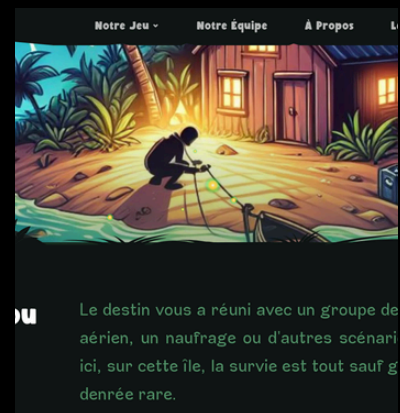 Notre Jeu Notre Équipe À Propos
ou
Le destin vous a réuni avec un groupe de
aérien, un naufrage ou d'autres scénari
ici, sur cette île, la survie est tout sauf g
denrée rare.